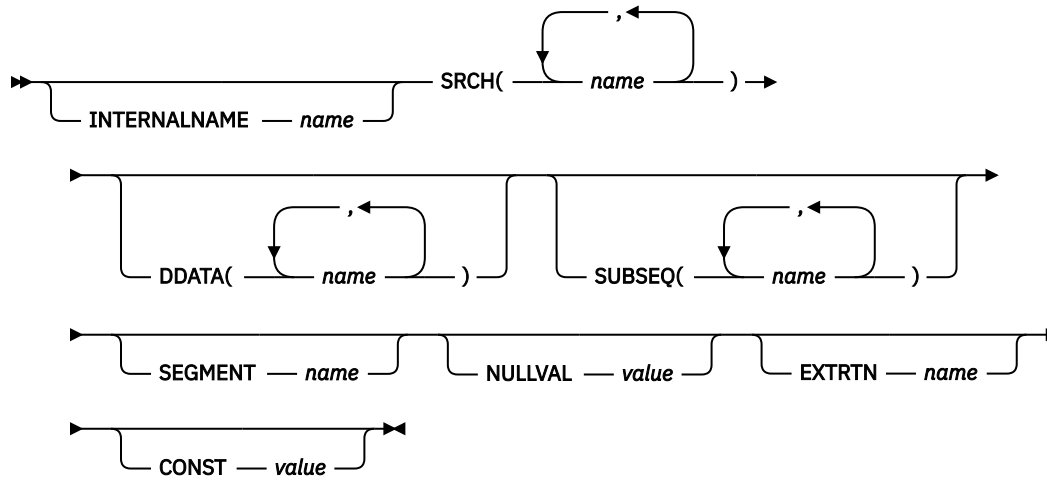 ,
SRCH( name )
INTERNALNAME name
, ,
DDATA( name ) SUBSEQ( name )
SEGMENT name NULLVAL value EXTRTN name
CONST value